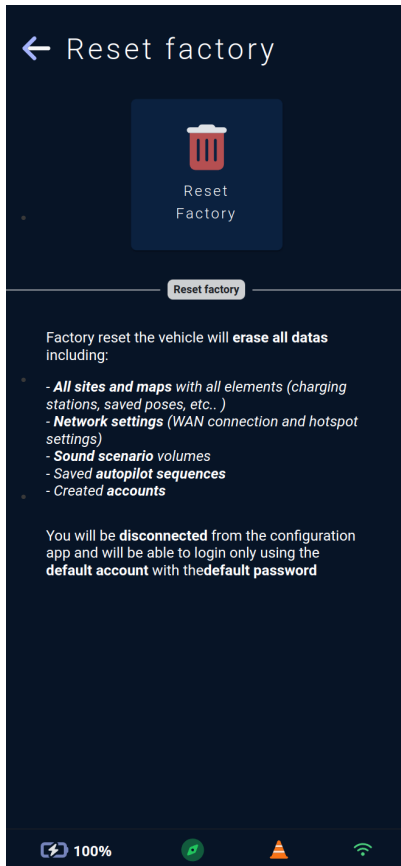 Reset factory
Reset
Factory
Reset factory
Factory reset the vehicle will erase all datas
including:
- All sites and maps with all elements (charging
stations, saved poses, etc.. )
- Network settings (WAN connection and hotspot
settings)
- Sound scenario volumes
- Saved autopilot sequences
- Created accounts
You will be disconnected from the configuration
app and will be able to login only using the
default account with thedefault password
100%